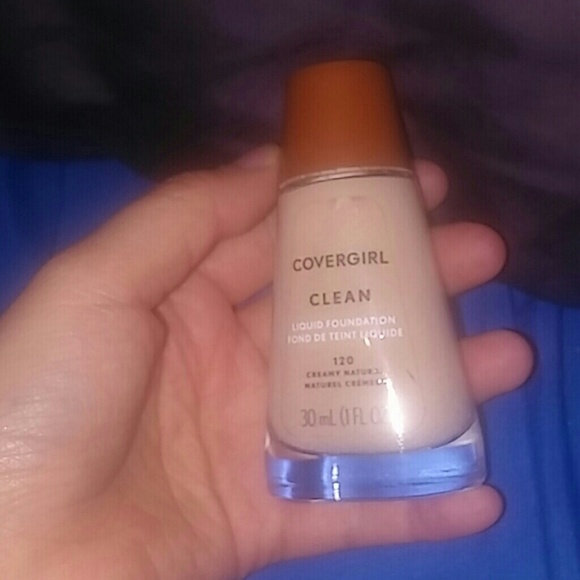 COVERGIRL
CLEAN
LIQUID FOUNDATION
FOND DE TEINT LIQUIDE
120
CREAMY
NATUREL
30 mL (1 FL